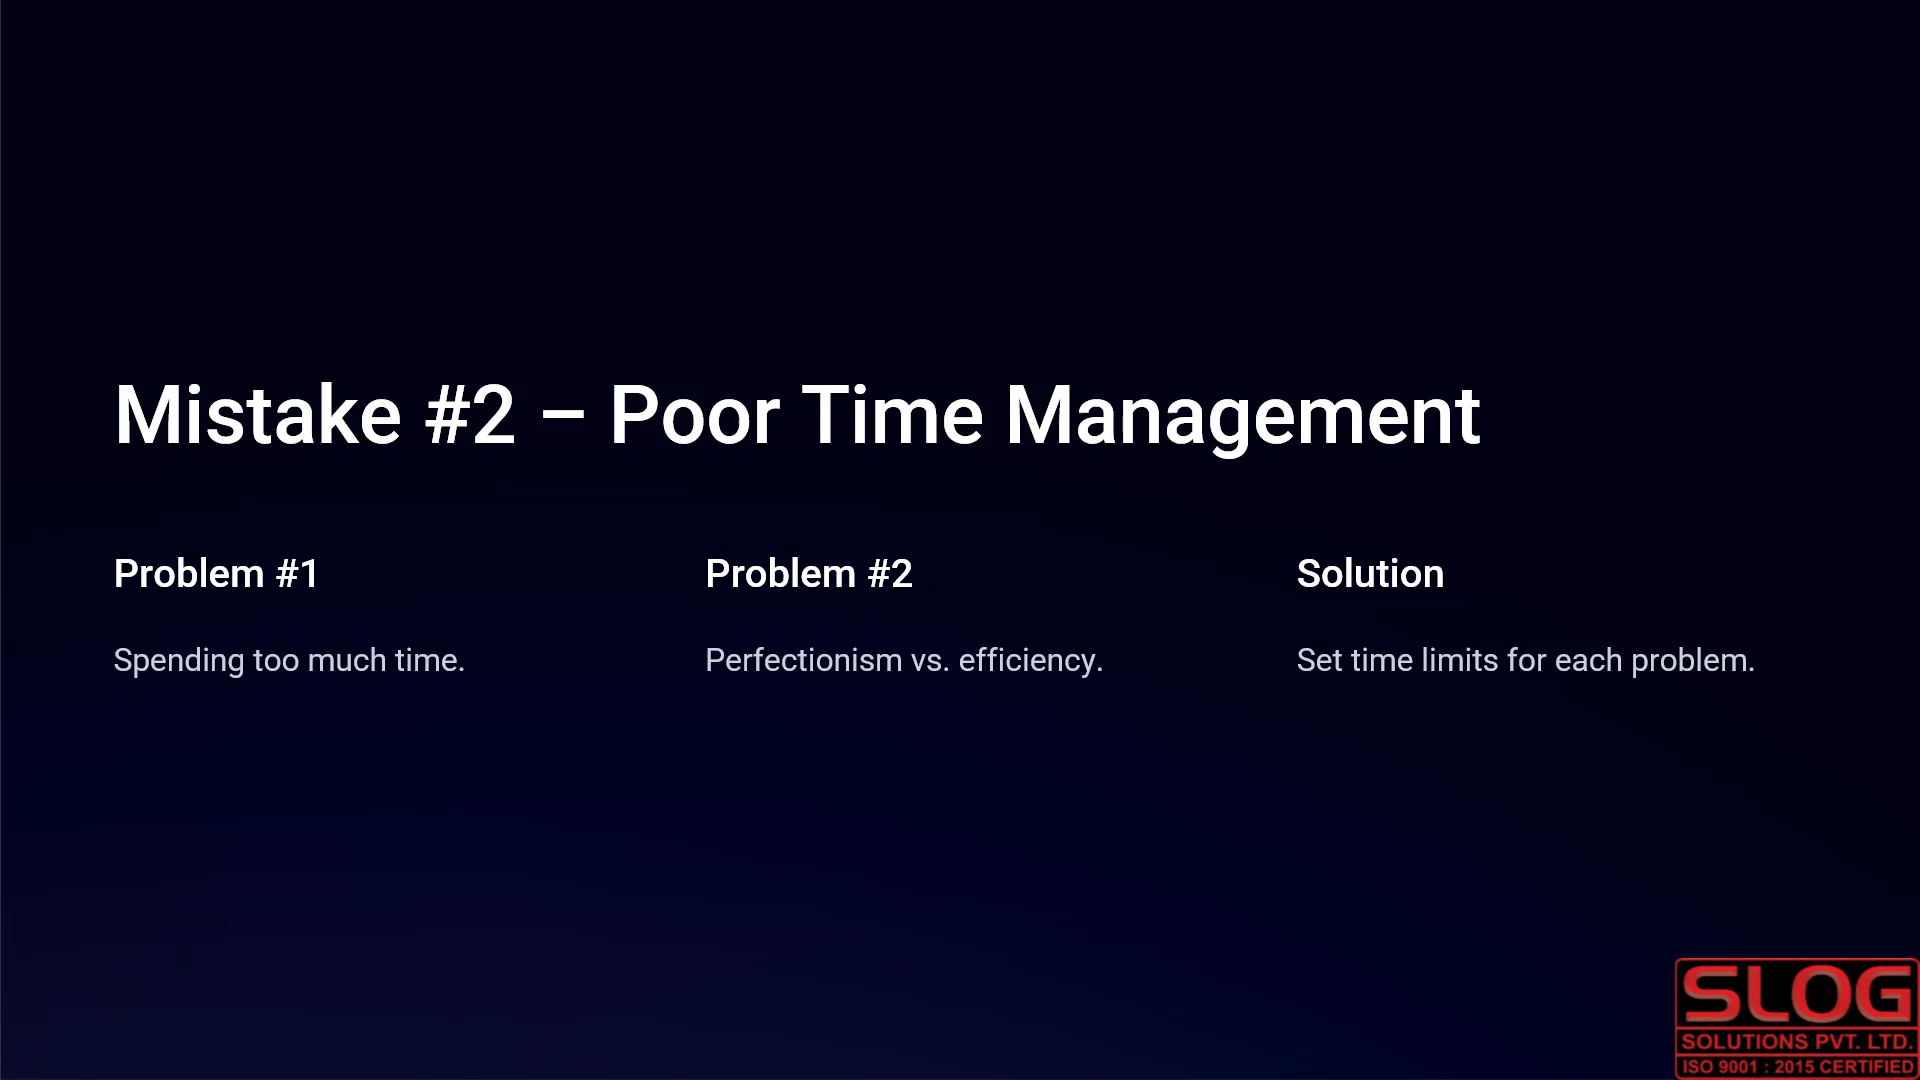 Mistake #2 – Poor Time Management
Problem #1
Spending too much time.
Problem #2
Perfectionism vs. efficiency.
Solution
Set time limits for each problem.
SLOG
SOLUTIONS PVT. LTD.
ISO 9001 : 2015 CERTIFIED